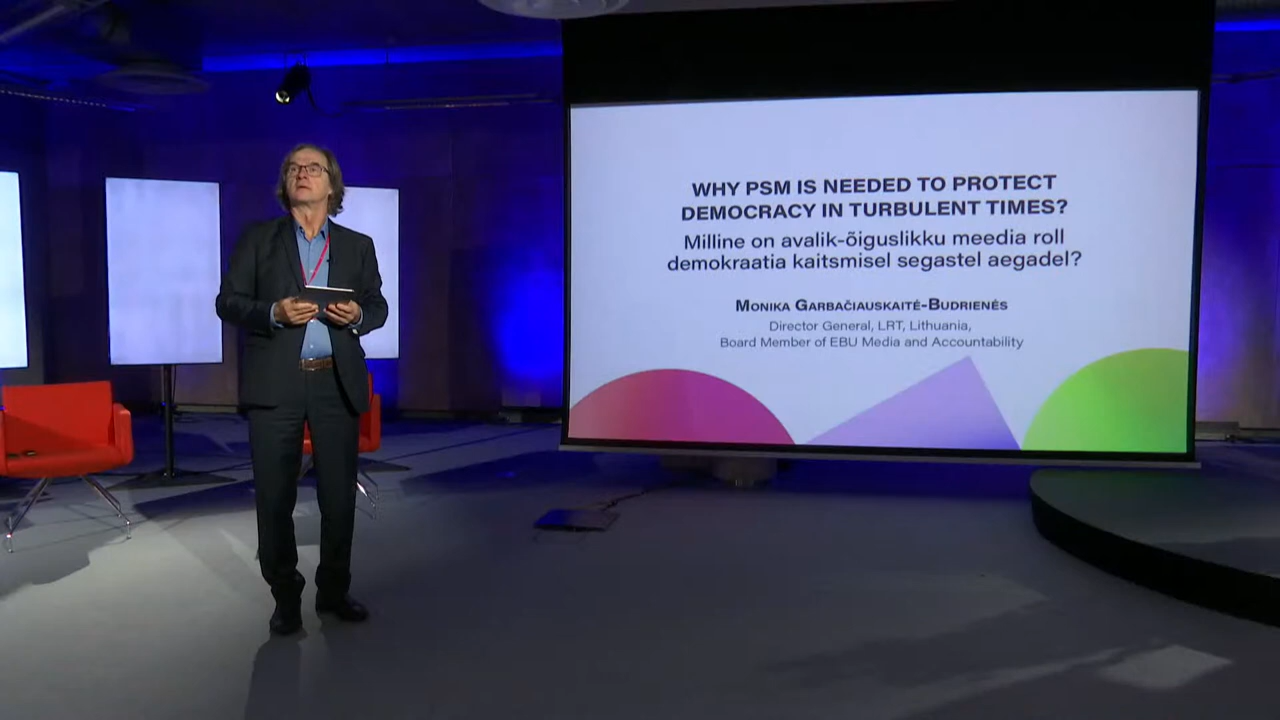 WHY PSM IS NEEDED TO PROTECT
DEMOCRACY IN TURBULENT TIMES?
Milline on avalik-õiguslikku meedia roll
demokraatia kaitsmisel segastel aegadel?
MONIKA GARBAČIAUSKAITĖ-BUDRIENĖS
Director General, LRT, Lithuania,
Board Member of EBU Media and Accountability